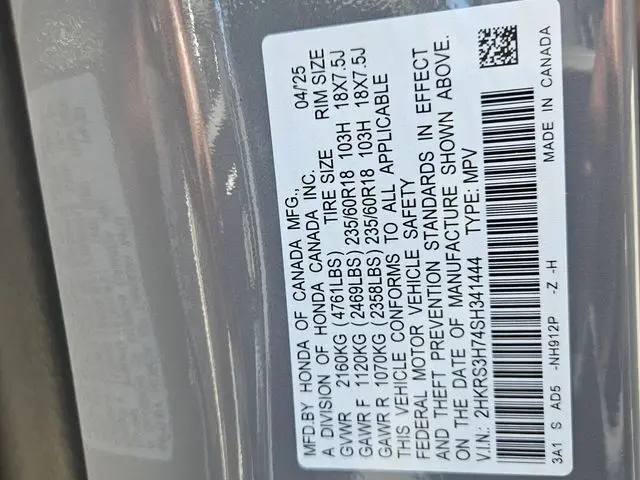 MFD.BY HONDA OF CANADA MFG., 04/25
A DIVISION OF HONDA CANADA INC.
TIRE SIZE RIM SIZE
GVWR 2160KG (4761LBS)
GAWR F 1120KG (2469LBS) 235/60R18 103H 18X7.5J
GAWR R 1070KG (2358LBS) 235/60R18 103H 18X7.5J
THIS VEHICLE CONFORMS TO ALL APPLICABLE
FEDERAL MOTOR VEHICLE SAFETY
AND THEFT PREVENTION STANDARDS IN EFFECT
ON THE DATE OF MANUFACTURE SHOWN ABOVE.
V.I.N.: 2HKRS3H74SH341444 TYPE: MPV
3A1 S AD5 -NH912P -Z -H MADE IN CANADA